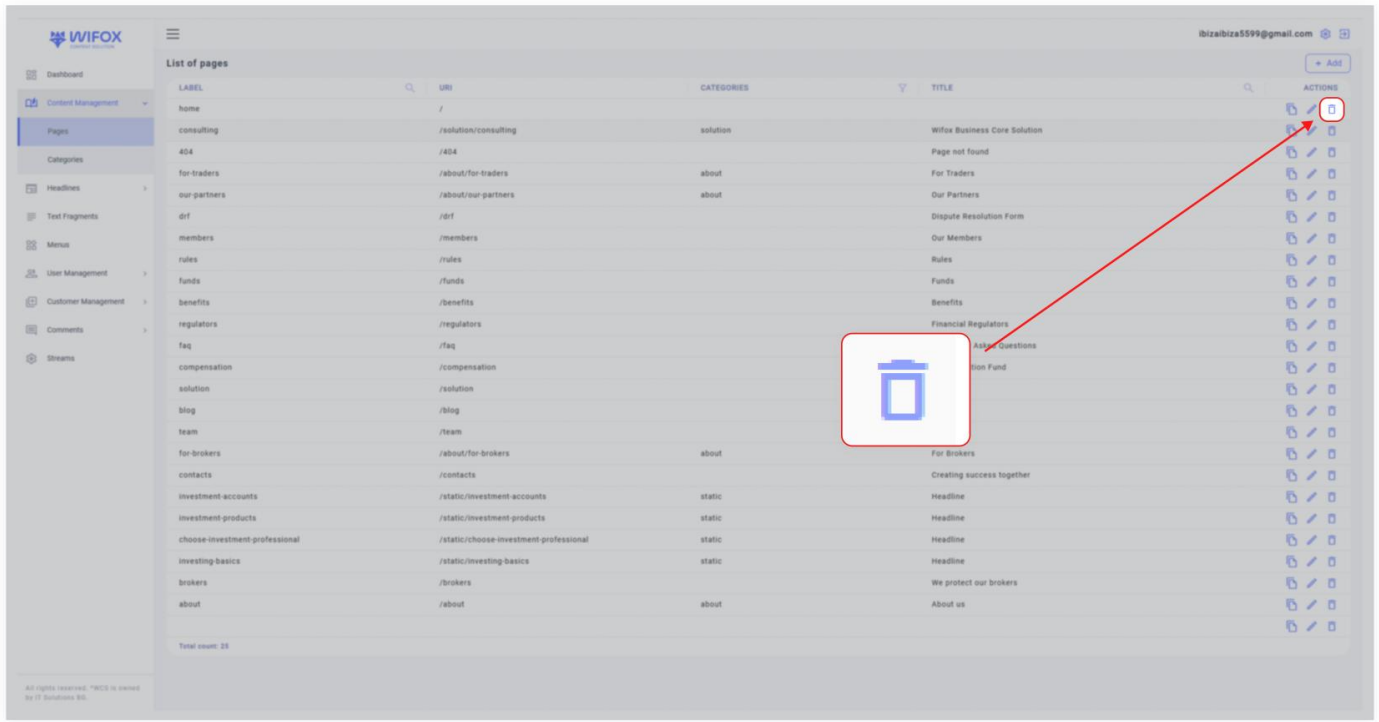 WIFOX
CONTENT SOLUTION
ibizaibiza5599@gmail.com
Dashboard
Content Management
Pages
Categories
Headlines
Text Fragments
Menus
User Management
Customer Management
Comments
Streams
All rights reserved. *WCS is owned
by IT Solutions BG.
List of pages
+ Add
LABEL URI CATEGORIES TITLE ACTIONS
home /
consulting /solution/consulting solution Wifox Business Core Solution
404 /404 Page not found
for-traders /about/for-traders about For Traders
our-partners /about/our-partners about Our Partners
drf /drf Dispute Resolution Form
members /members Our Members
rules /rules Rules
funds /funds Funds
benefits /benefits Benefits
regulators /regulators Financial Regulators
faq /faq Asked Questions
compensation /compensation tion Fund
solution /solution
blog /blog
team /team
for-brokers /about/for-brokers about For Brokers
contacts /contacts Creating success together
investment-accounts /static/investment-accounts static Headline
investment-products /static/investment-products static Headline
choose-investment-professional /static/choose-investment-professional static Headline
investing-basics /static/investing-basics static Headline
brokers /brokers We protect our brokers
about /about about About us
Total count: 25